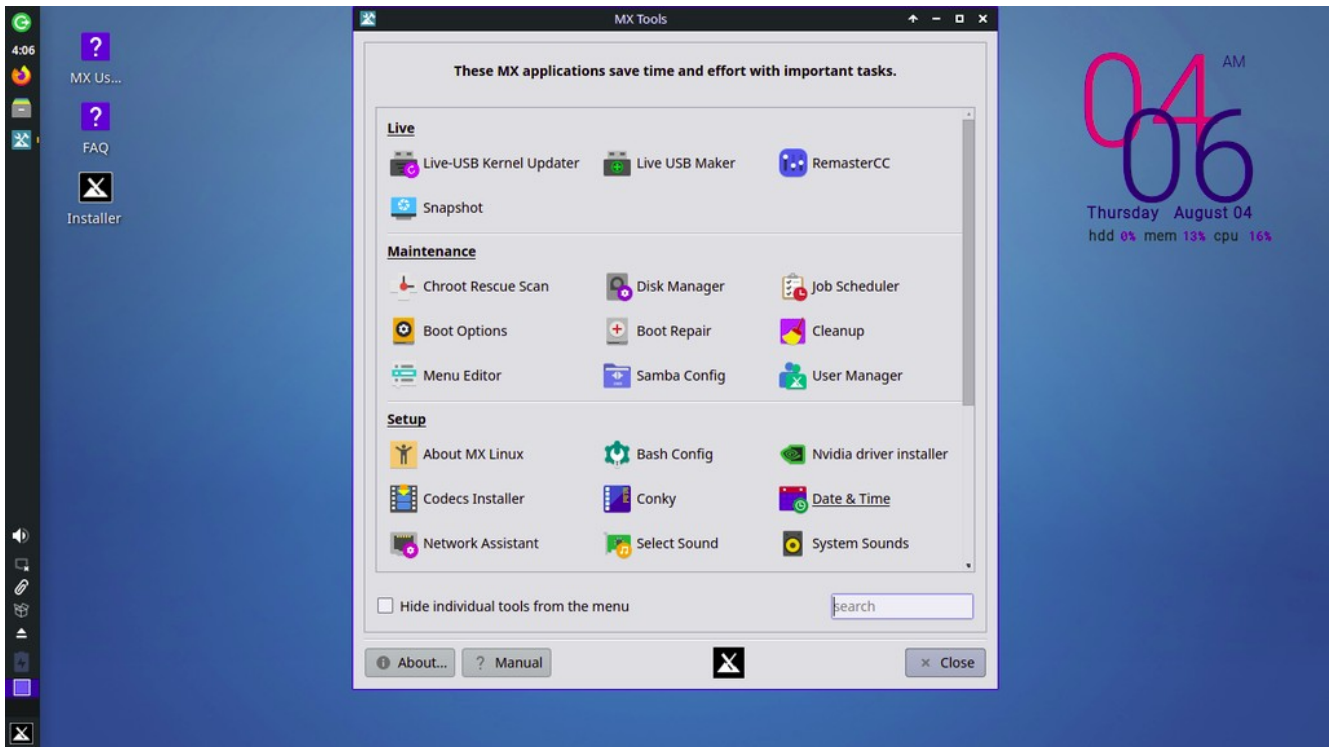 MX Tools
4:06
MX Us...
FAQ
Installer
These MX applications save time and effort with important tasks.
Live
Live-USB Kernel Updater Live USB Maker RemasterCC
Snapshot
Maintenance
Chroot Rescue Scan Disk Manager Job Scheduler
Boot Options Boot Repair Cleanup
Menu Editor Samba Config User Manager
Setup
About MX Linux Bash Config Nvidia driver installer
Codecs Installer Conky Date & Time
Network Assistant Select Sound System Sounds
Hide individual tools from the menu search
About... ? Manual Close
04 AM
06
Thursday August 04
hdd 0% mem 13% cpu 16%